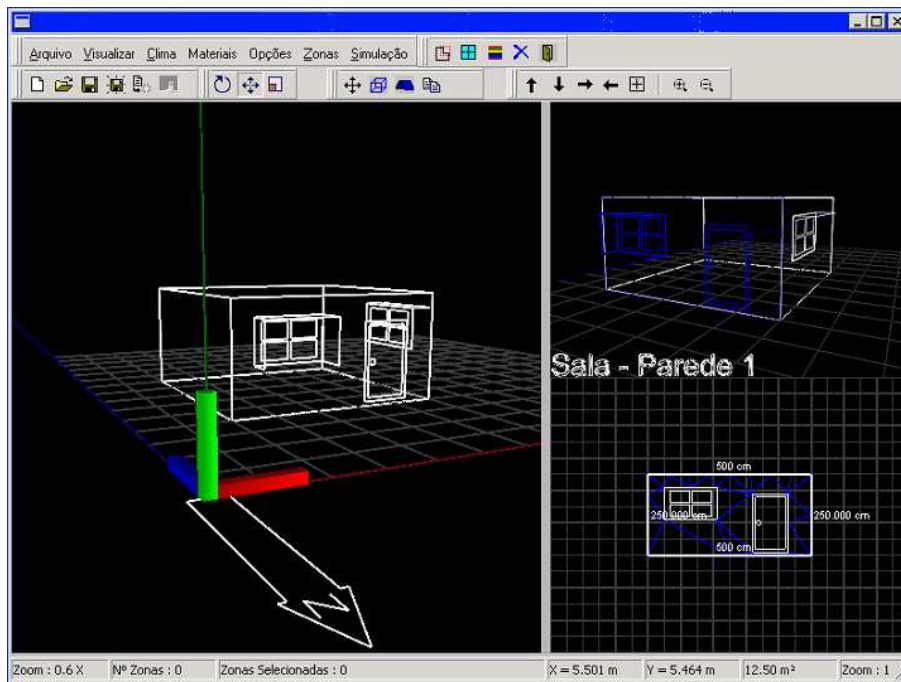 Arquivo Visualizar Clima Materiais Opções Zonas Simulação
Sala - Parede 1
500 cm
250.000 cm 250.000 cm
500 cm
N
Zoom : 0.6 X Nº Zonas : 0 Zonas Selecionadas : 0 X = 5.501 m Y = 5.464 m 12.50 m² Zoom : 1